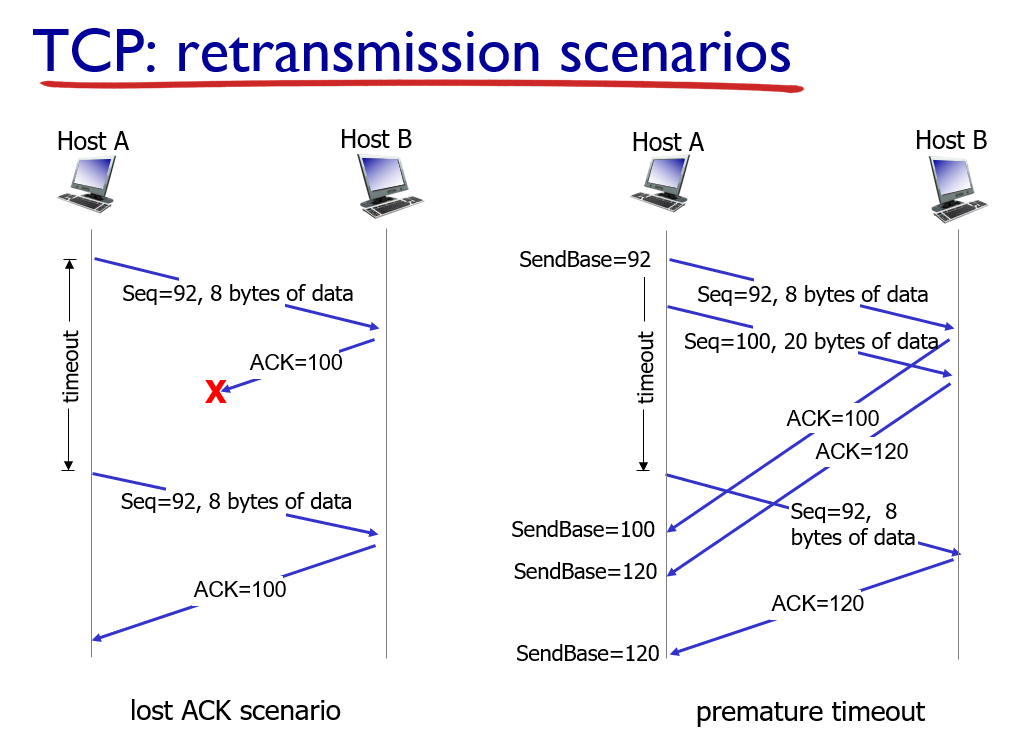 TCP: retransmission scenarios
Host A
Host B
timeout
Seq=92, 8 bytes of data
ACK=100
X
Seq=92, 8 bytes of data
ACK=100
lost ACK scenario
Host A
Host B
SendBase=92
timeout
Seq=92, 8 bytes of data
Seq=100, 20 bytes of data
ACK=100
ACK=120
Seq=92, 8
bytes of data
SendBase=100
SendBase=120
ACK=120
SendBase=120
premature timeout